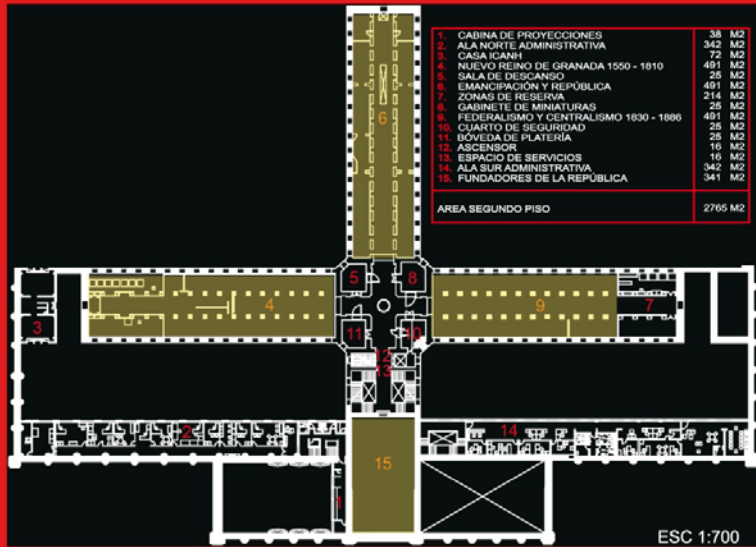 1. CABINA DE PROYECCIONES 38 M2
2. ALA NORTE ADMINISTRATIVA 342 M2
3. CASA ICANH 72 M2
4. NUEVO REINO DE GRANADA 1550 - 1810 491 M2
5. SALA DE DESCANSO 25 M2
6. EMANCIPACIÓN Y REPÚBLICA 491 M2
7. ZONAS DE RESERVA 214 M2
8. GABINETE DE MINIATURAS 25 M2
9. FEDERALISMO Y CENTRALISMO 1830 - 1886 491 M2
10. CUARTO DE SEGURIDAD 25 M2
11. BÓVEDA DE PLATERÍA 25 M2
12. ASCENSOR 16 M2
13. ESPACIO DE SERVICIOS 16 M2
14. ALA SUR ADMINISTRATIVA 342 M2
15. FUNDADORES DE LA REPÚBLICA 341 M2
AREA SEGUNDO PISO 2765 M2
6
5
8
3
4
9
7
11
10
12
13
2
14
15
1
ESC 1:700